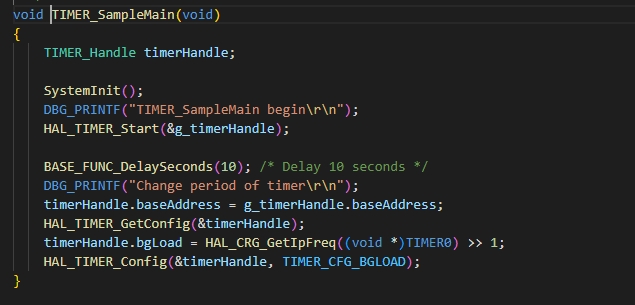 void TIMER_SampleMain(void)
{
    TIMER_Handle timerHandle;

    SystemInit();
    DBG_PRINTF("TIMER_SampleMain begin\r\n");
    HAL_TIMER_Start(&g_timerHandle);

    BASE_FUNC_DelaySeconds(10); /* Delay 10 seconds */
    DBG_PRINTF("Change period of timer\r\n");
    timerHandle.baseAddress = g_timerHandle.baseAddress;
    HAL_TIMER_GetConfig(&timerHandle);
    timerHandle.bgLoad = HAL_CRG_GetIpFreq((void *)TIMER0) >> 1;
    HAL_TIMER_Config(&timerHandle, TIMER_CFG_BGLOAD);
}